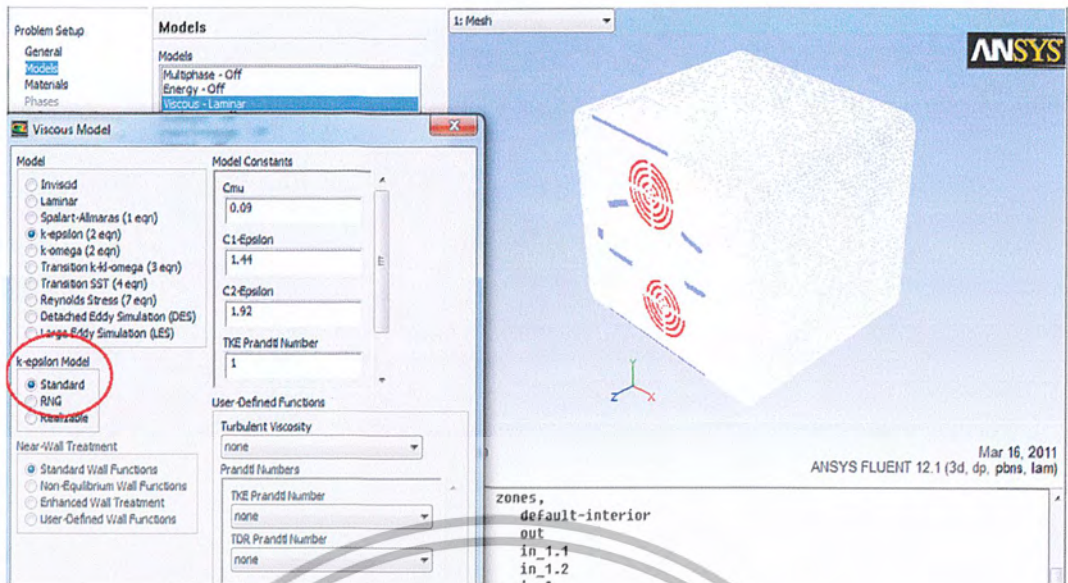 Problem Setup
General
Models
Materials
Phases
Models
Models
Multiphase - Off
Energy - Off
Viscous - Laminar
1: Mesh
ANSYS
Viscous Model
Model
Inviscid
Laminar
Spalart-Allmaras (1 eqn)
k-epsilon (2 eqn)
k-omega (2 eqn)
Transition k-kl-omega (3 eqn)
Transition SST (4 eqn)
Reynolds Stress (7 eqn)
Detached Eddy Simulation (DES)
Large Eddy Simulation (LES)
k-epsilon Model
Standard
RNG
Realizable
Near-Wall Treatment
Standard Wall Functions
Non-Equilibrium Wall Functions
Enhanced Wall Treatment
User-Defined Wall Functions
Model Constants
Cmu
0.09
C1-Epsilon
1.44
C2-Epsilon
1.92
TKE Prandtl Number
1
User-Defined Functions
Turbulent Viscosity
none
Prandtl Numbers
TKE Prandtl Number
none
TDR Prandtl Number
none
Y
Z X
Mar 16, 2011
ANSYS FLUENT 12.1 (3d, dp, pbns, lam)
zones,
default-interior
out
in_1.1
in_1.2